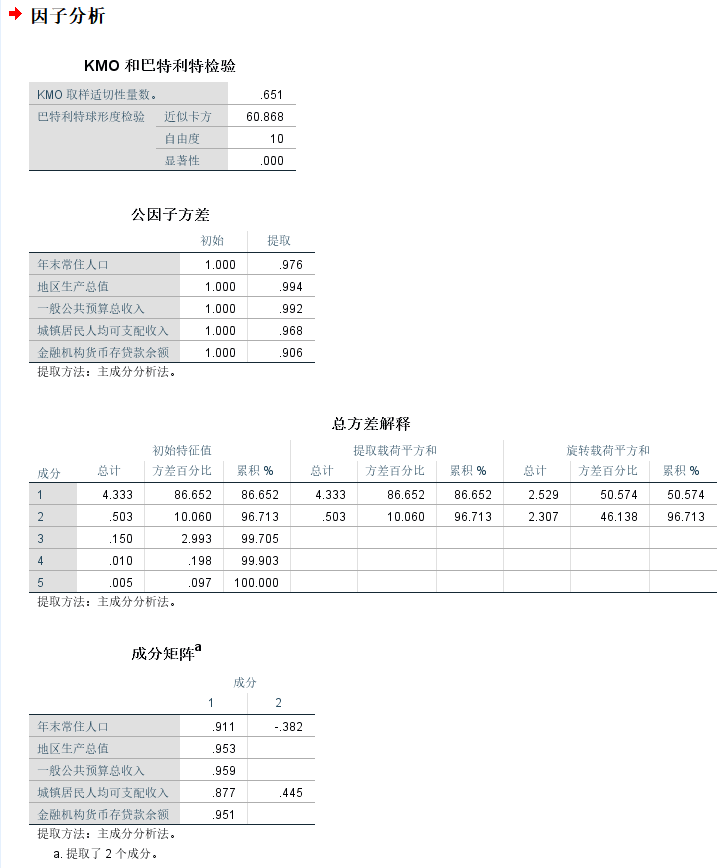 因子分析
KMO 和巴特利特检验
KMO 取样适切性量数。 .651
巴特利特球形度检验 近似卡方 60.868
自由度 10
显著性 .000
公因子方差
初始 提取
年末常住人口 1.000 .976
地区生产总值 1.000 .994
一般公共预算总收入 1.000 .992
城镇居民人均可支配收入 1.000 .968
金融机构货币存贷款余额 1.000 .906
提取方法：主成分分析法。
总方差解释
初始特征值 提取载荷平方和 旋转载荷平方和
成分 总计 方差百分比 累积 % 总计 方差百分比 累积 % 总计 方差百分比 累积 %
1 4.333 86.652 86.652 4.333 86.652 86.652 2.529 50.574 50.574
2 .503 10.060 96.713 .503 10.060 96.713 2.307 46.138 96.713
3 .150 2.993 99.705
4 .010 .198 99.903
5 .005 .097 100.000
提取方法：主成分分析法。
成分矩阵a
成分
1 2
年末常住人口 .911 -.382
地区生产总值 .953
一般公共预算总收入 .959
城镇居民人均可支配收入 .877 .445
金融机构货币存贷款余额 .951
提取方法：主成分分析法。
a. 提取了 2 个成分。